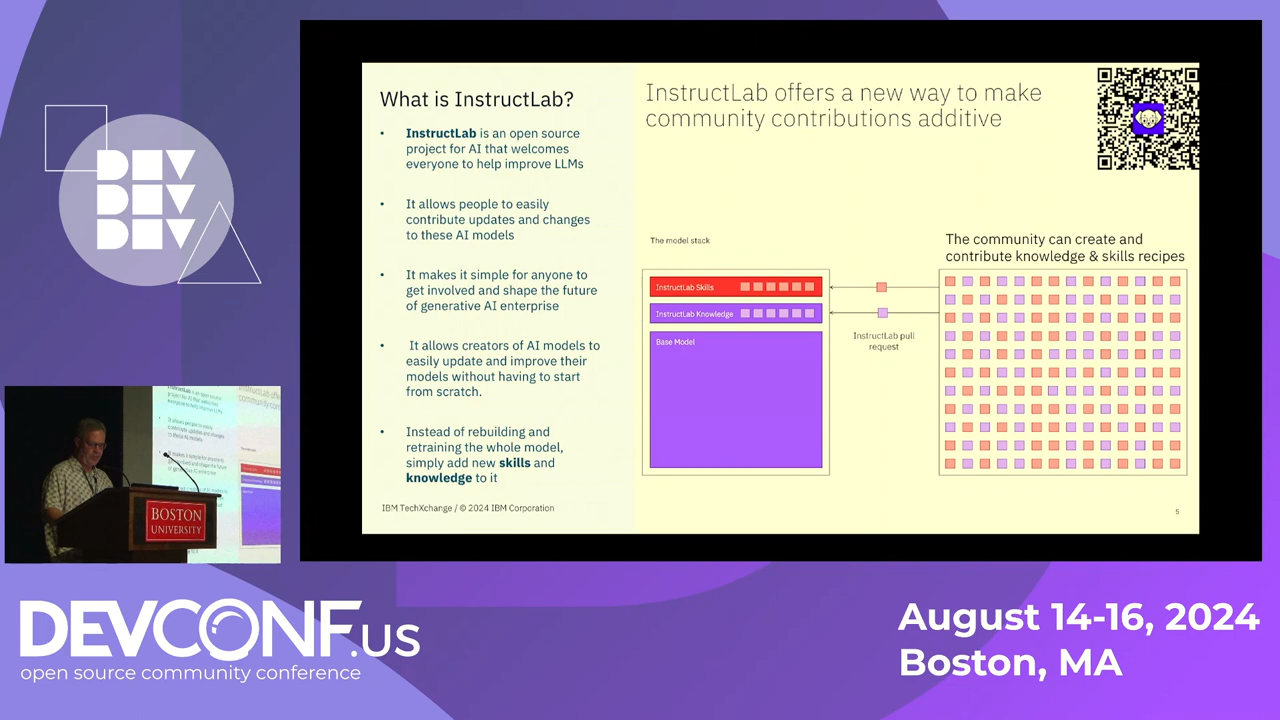 DEV
DEV
DEV
What is InstructLab?
• InstructLab is an open source
project for AI that welcomes
everyone to help improve LLMs
• It allows people to easily
contribute updates and changes
to these AI models
• It makes it simple for anyone to
get involved and shape the future
of generative AI enterprise
• It allows creators of AI models to
easily update and improve their
models without having to start
from scratch.
• Instead of rebuilding and
retraining the whole model,
simply add new skills and
knowledge to it
IBM TechXchange / © 2024 IBM Corporation
InstructLab offers a new way to make
community contributions additive
The model stack
InstructLab Skills
InstructLab Knowledge
Base Model
InstructLab pull
request
The community can create and
contribute knowledge & skills recipes
5
BOSTON
UNIVERSITY
DEVCONF.US
open source community conference
August 14-16, 2024
Boston, MA